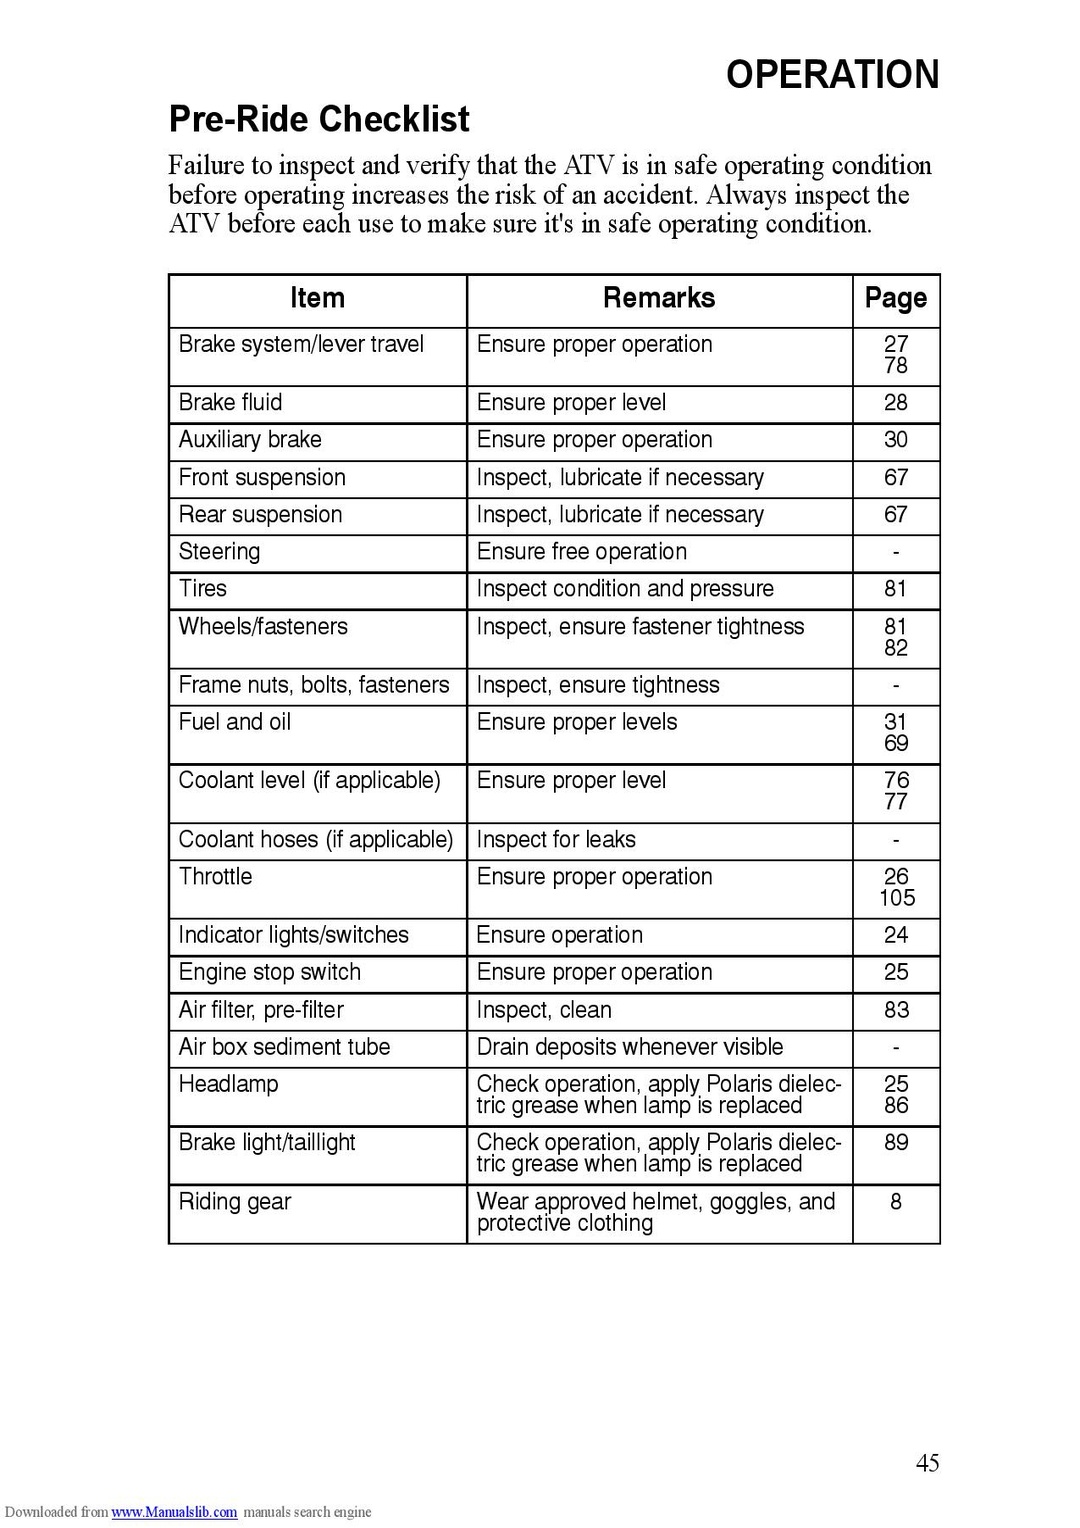 OPERATION
Pre-Ride Checklist
Failure to inspect and verify that the ATV is in safe operating condition
before operating increases the risk of an accident. Always inspect the
ATV before each use to make sure it's in safe operating condition.
Item Remarks Page
Brake system/lever travel Ensure proper operation 27
78
Brake fluid Ensure proper level 28
Auxiliary brake Ensure proper operation 30
Front suspension Inspect, lubricate if necessary 67
Rear suspension Inspect, lubricate if necessary 67
Steering Ensure free operation -
Tires Inspect condition and pressure 81
Wheels/fasteners Inspect, ensure fastener tightness 81
82
Frame nuts, bolts, fasteners Inspect, ensure tightness -
Fuel and oil Ensure proper levels 31
69
Coolant level (if applicable) Ensure proper level 76
77
Coolant hoses (if applicable) Inspect for leaks -
Throttle Ensure proper operation 26
105
Indicator lights/switches Ensure operation 24
Engine stop switch Ensure proper operation 25
Air filter, pre-filter Inspect, clean 83
Air box sediment tube Drain deposits whenever visible -
Headlamp Check operation, apply Polaris dielec- 25
tric grease when lamp is replaced 86
Brake light/taillight Check operation, apply Polaris dielec- 89
tric grease when lamp is replaced
Riding gear Wear approved helmet, goggles, and 8
protective clothing
45
Downloaded from www.Manualslib.com manuals search engine